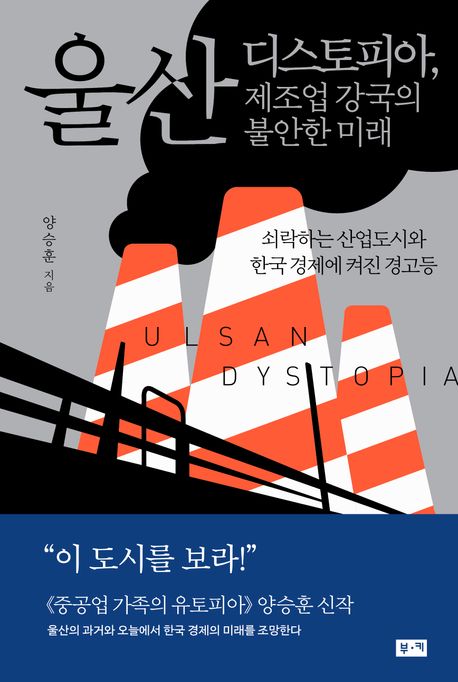 울산
디스토피아,
제조업 강국의
불안한 미래
양승훈 지음
쇠락하는 산업도시와
한국 경제에 켜진 경고등
ULSAN
DYSTOPIA
“이 도시를 보라!”
《중공업 가족의 유토피아》 양승훈 신작
울산의 과거와 오늘에서 한국 경제의 미래를 조망한다
부·키